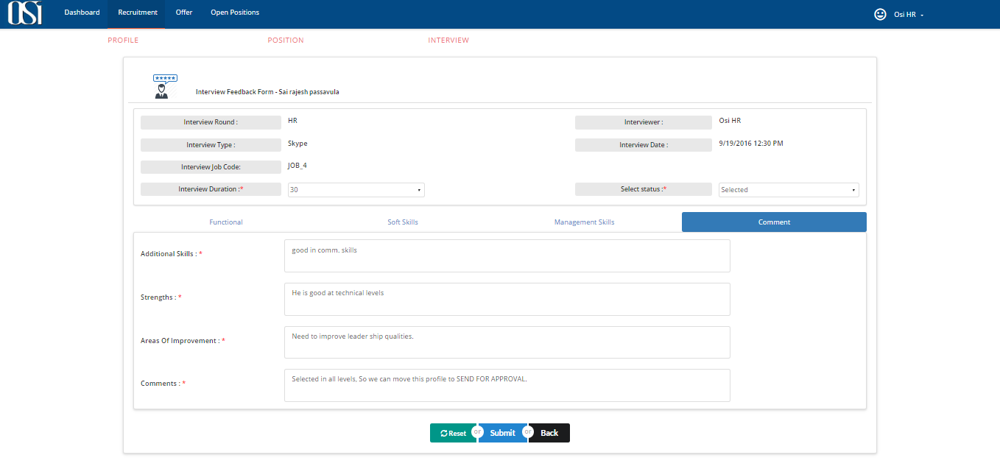 OSi
Dashboard Recruitment Offer Open Positions Osi HR
PROFILE POSITION INTERVIEW
Interview Feedback Form - Sai rajesh passavula
Interview Round : HR Interviewer : Osi HR
Interview Type : Skype Interview Date : 9/19/2016 12:30 PM
Interview Job Code: JOB_4
Interview Duration :* 30 Select status :* Selected
Functional Soft Skills Management Skills Comment
Additional Skills : * good in comm. skills
Strengths : * He is good at technical levels
Areas Of Improvement : * Need to improve leader ship qualities.
Comments : * Selected in all levels, So we can move this profile to SEND FOR APPROVAL.
Reset or Submit or Back